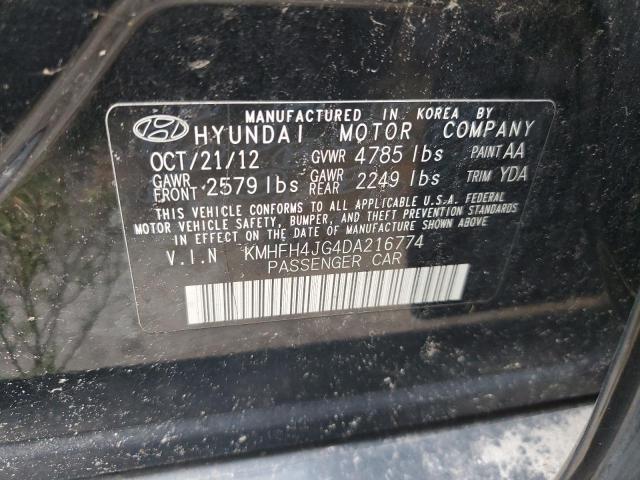 MANUFACTURED IN KOREA BY
HYUNDAI MOTOR COMPANY
OCT/21/12 GVWR 4785 lbs PAINT AA
GAWR FRONT 2579 lbs GAWR REAR 2249 lbs TRIM YDA
THIS VEHICLE CONFORMS TO ALL APPLICABLE U.S.A. FEDERAL
MOTOR VEHICLE SAFETY, BUMPER, AND THEFT PREVENTION STANDARDS
IN EFFECT ON THE DATE OF MANUFACTURE SHOWN ABOVE.
V.I.N KMHFH4JG4DA216774
PASSENGER CAR